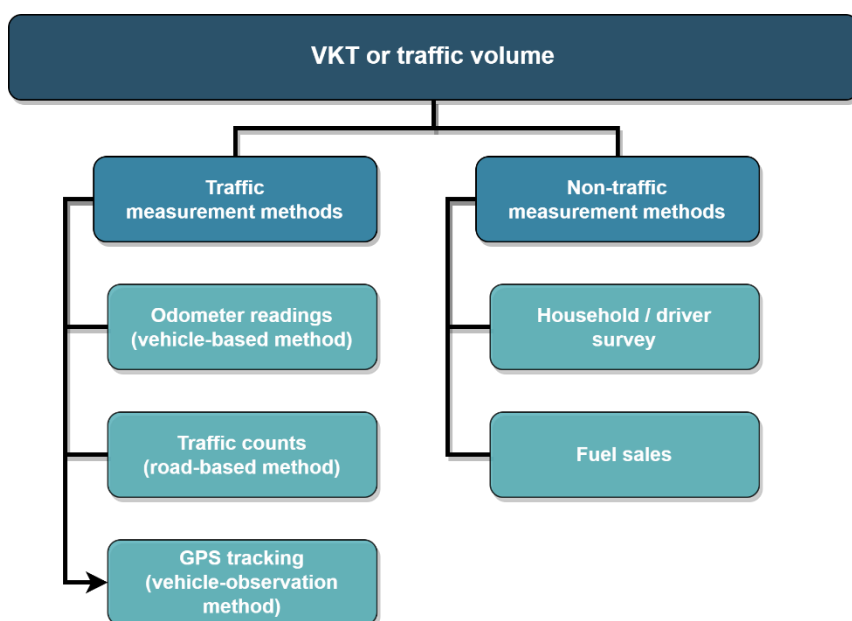 VKT or traffic volume
Traffic
measurement methods
Odometer readings
(vehicle-based method)
Traffic counts
(road-based method)
GPS tracking
(vehicle-observation
method)
Non-traffic
measurement methods
Household / driver
survey
Fuel sales